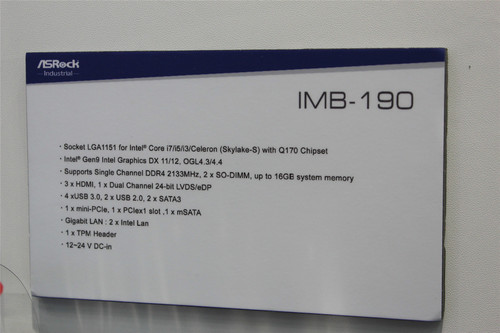 ASRock
Industrial
IMB-190
· Socket LGA1151 for Intel® Core i7/i5/i3/Celeron (Skylake-S) with Q170 Chipset
· Intel® Gen9 Intel Graphics DX 11/12, OGL4.3/4.4
· Supports Single Channel DDR4 2133MHz, 2 x SO-DIMM, up to 16GB system memory
· 3 x HDMI, 1 x Dual Channel 24-bit LVDS/eDP
· 4 xUSB 3.0, 2 x USB 2.0, 2 x SATA3
· 1 x mini-PCIe, 1 x PCIex1 slot ,1 x mSATA
· Gigabit LAN : 2 x Intel Lan
· 1 x TPM Header
· 12~24 V DC-in